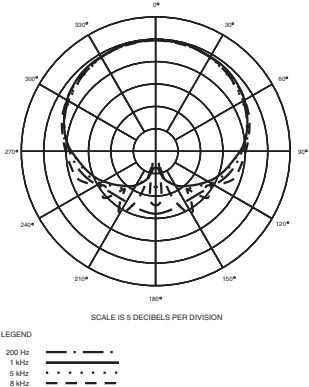 0°
330° 30°
300° 60°
270° 90°
240° 120°
210° 150°
180°
SCALE IS 5 DECIBELS PER DIVISION
LEGEND
200 Hz
1 kHz
5 kHz
8 kHz